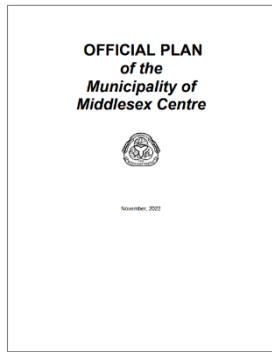 OFFICIAL PLAN
of the
Municipality of
Middlesex Centre
November, 2022